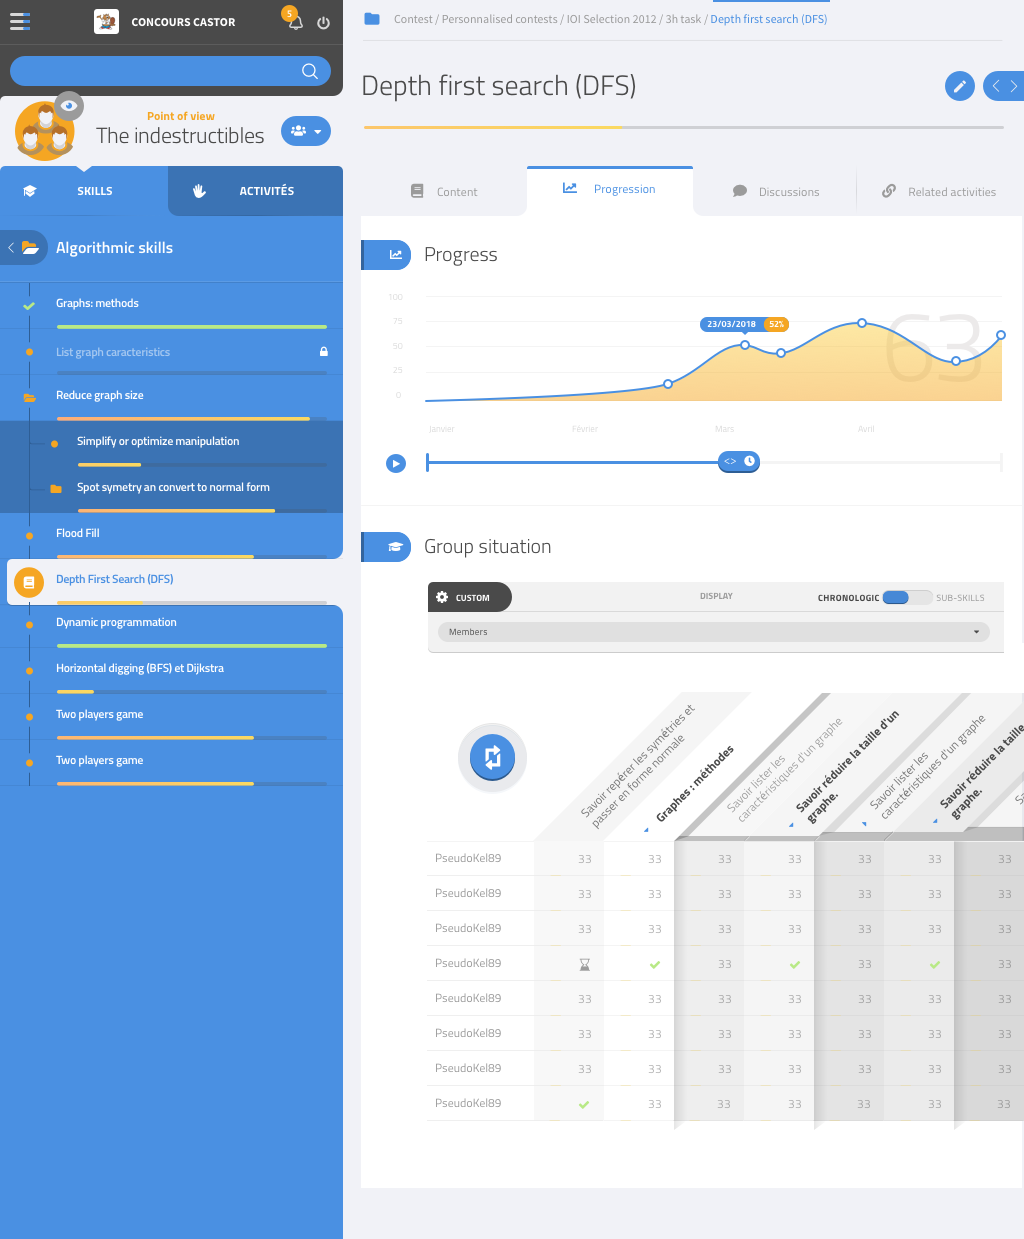 CONCOURS CASTOR
5
Point of view
The indestructibles
SKILLS
ACTIVITÉS
Algorithmic skills
Graphs: methods
List graph caracteristics
Reduce graph size
Simplify or optimize manipulation
Spot symetry an convert to normal form
Flood Fill
Depth First Search (DFS)
Dynamic programmation
Horizontal digging (BFS) et Dijkstra
Two players game
Two players game
Contest / Personnalised contests / IOI Selection 2012 / 3h task / Depth first search (DFS)
Depth first search (DFS)
Content
Progression
Discussions
Related activities
Progress
100
75
50
25
0
23/03/2018 52%
63
Janvier
Février
Mars
Avril
Group situation
CUSTOM
DISPLAY
CHRONOLOGIC
SUB-SKILLS
Members
Savoir repérer les symétries et
passer en forme normale
Graphes : méthodes
Savoir lister les
caractéristiques d'un graphe
Savoir réduire la taille d'un
graphe.
Savoir lister les
caractéristiques d'un graphe
Savoir réduire la taille
graphe.
PseudoKel89 33 33 33 33 33 33 33
PseudoKel89 33 33 33 33 33 33 33
PseudoKel89 33 33 33 33 33 33 33
PseudoKel89 33 33 33
PseudoKel89 33 33 33 33 33 33 33
PseudoKel89 33 33 33 33 33 33 33
PseudoKel89 33 33 33 33 33 33 33
PseudoKel89 33 33 33 33 33 33